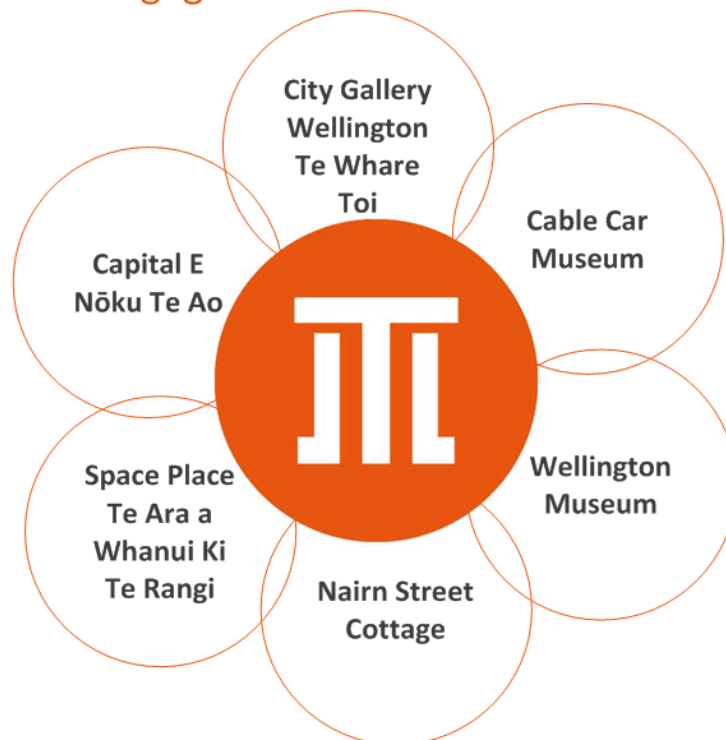 City Gallery
Wellington
Te Whare
Toi
Cable Car
Museum
Capital E
Nōku Te Ao
Wellington
Museum
Space Place
Te Ara a
Whanui Ki
Te Rangi
Nairn Street
Cottage